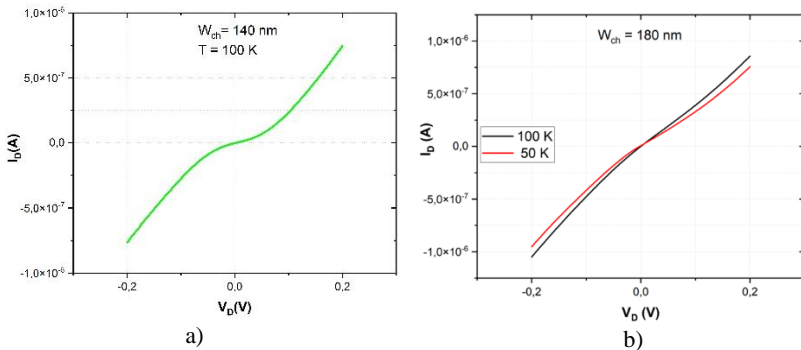 W_ch= 140 nm
T = 100 K
1,0×10⁻⁶
5,0×10⁻⁷
0,0
-5,0×10⁻⁷
-1,0×10⁻⁶
I_D(A)
-0,2
0,0
0,2
V_D(V)
a)
W_ch = 180 nm
1,0×10⁻⁶
5,0×10⁻⁷
0,0
-5,0×10⁻⁷
-1,0×10⁻⁶
I_D (A)
100 K
50 K
-0,2
0,0
0,2
V_D (V)
b)